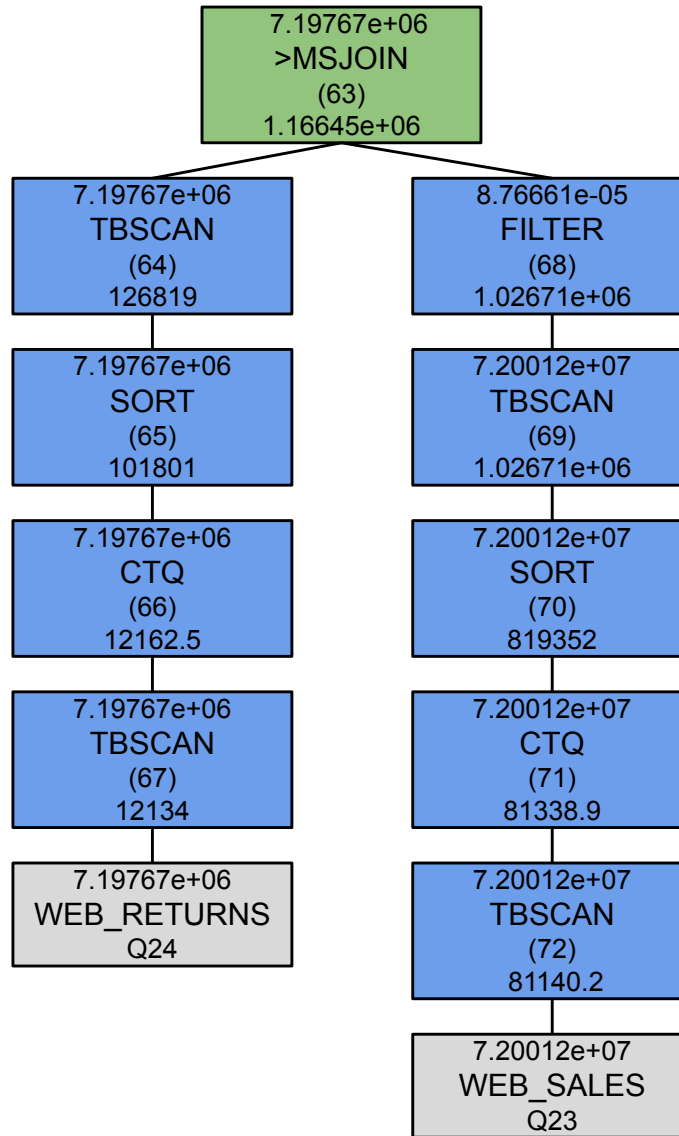 7.19767e+06
>MSJOIN
(63)
1.16645e+06
7.19767e+06
TBSCAN
(64)
126819
7.19767e+06
SORT
(65)
101801
7.19767e+06
CTQ
(66)
12162.5
7.19767e+06
TBSCAN
(67)
12134
7.19767e+06
WEB_RETURNS
Q24
8.76661e-05
FILTER
(68)
1.02671e+06
7.20012e+07
TBSCAN
(69)
1.02671e+06
7.20012e+07
SORT
(70)
819352
7.20012e+07
CTQ
(71)
81338.9
7.20012e+07
TBSCAN
(72)
81140.2
7.20012e+07
WEB_SALES
Q23